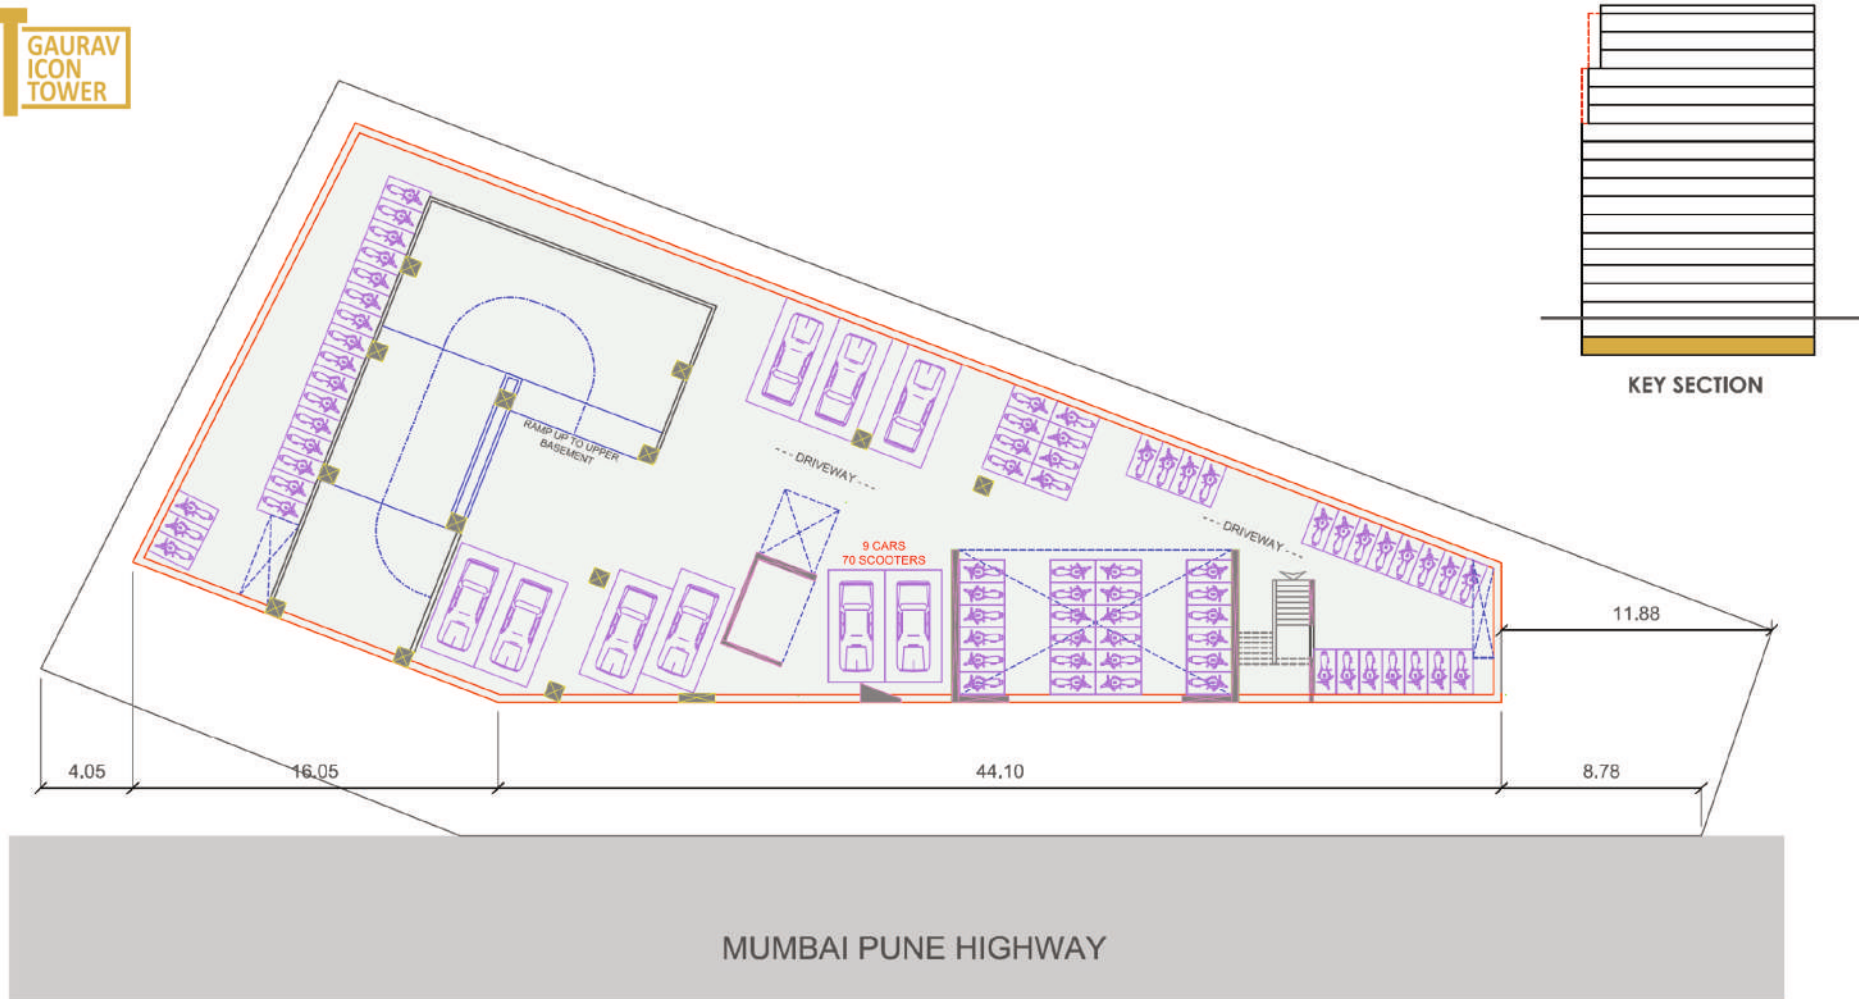 GAURAV
ICON
TOWER
KEY SECTION
RAMP UP TO UPPER
BASEMENT
DRIVEWAY
9 CARS
70 SCOOTERS
DRIVEWAY
11.88
4.05
16.05
44.10
8.78
MUMBAI PUNE HIGHWAY